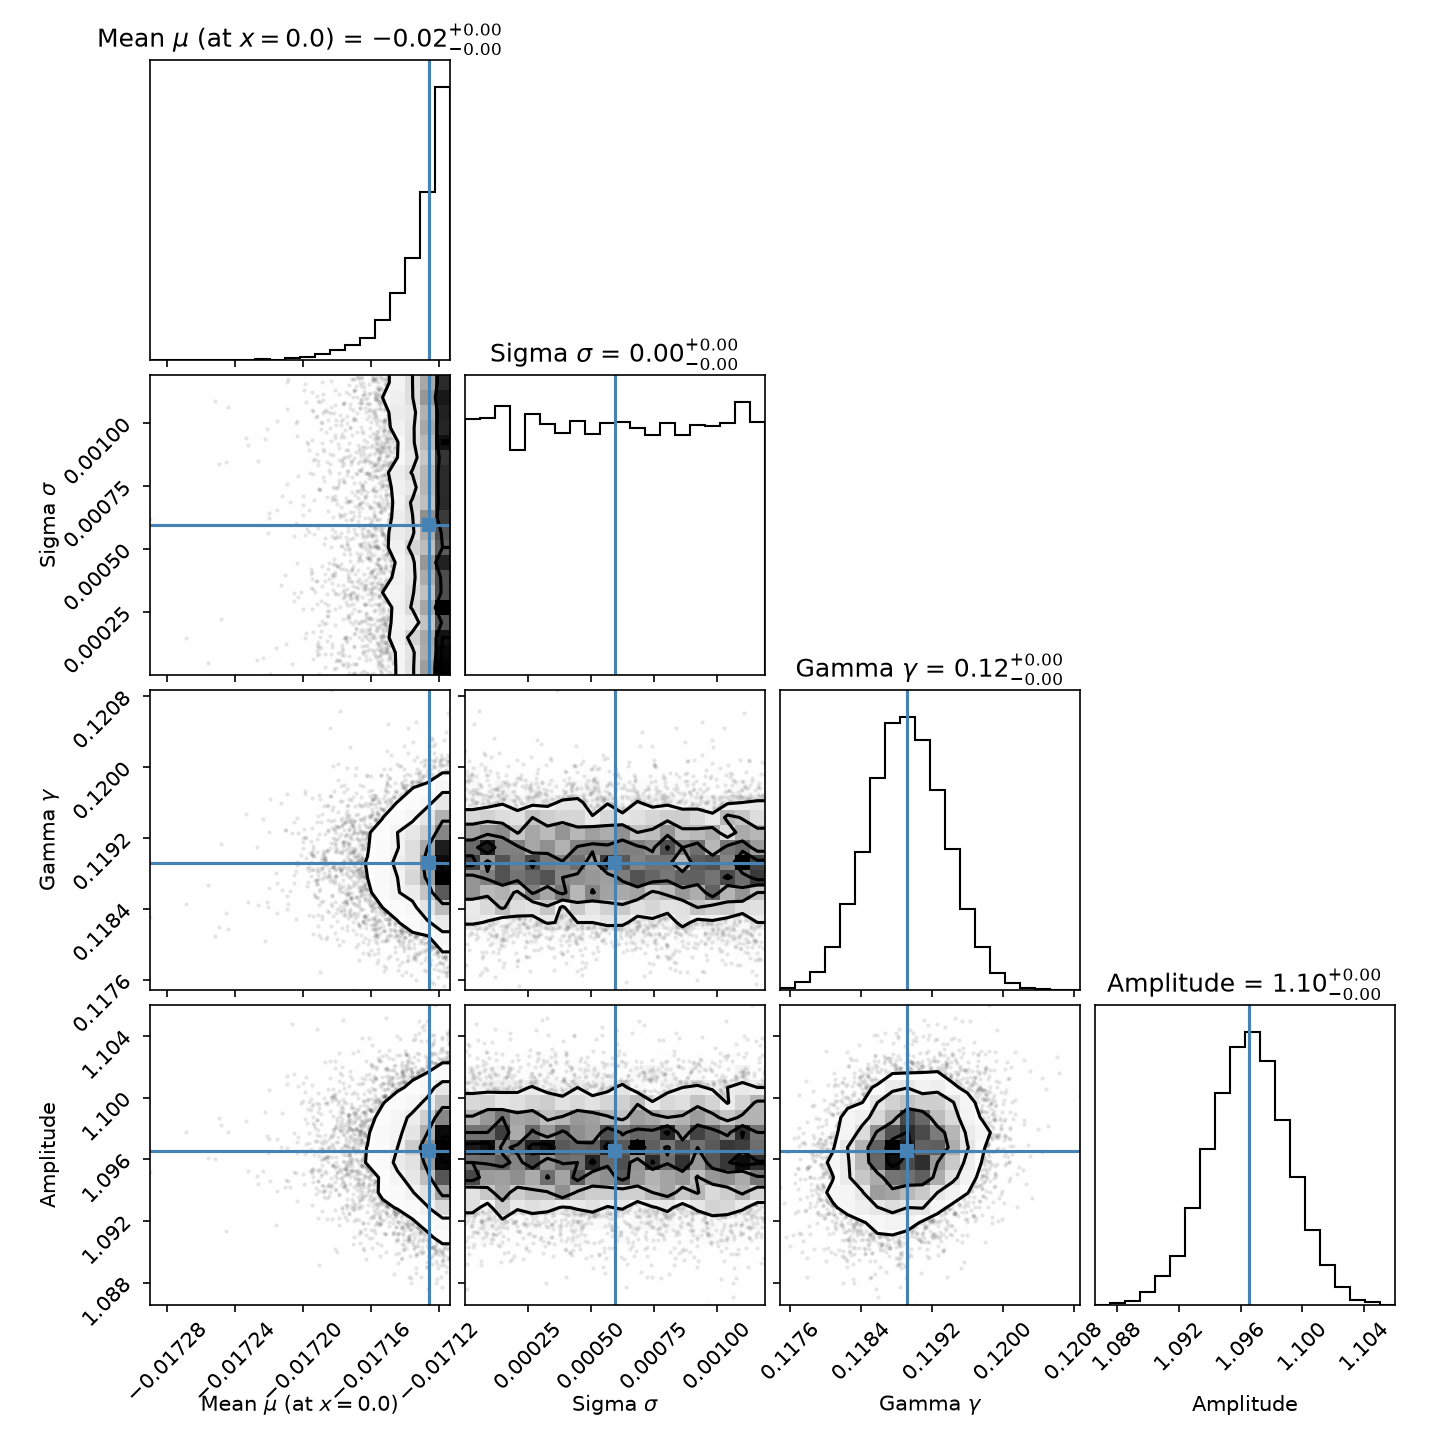 Mean μ (at x = 0.0) = −0.02+0.00−0.00
Sigma σ = 0.00+0.00−0.00
0.00100
0.00075
0.00050
0.00025
Sigma σ
Gamma γ = 0.12+0.00−0.00
0.1208
0.1200
0.1192
0.1184
0.1176
Gamma γ
Amplitude = 1.10+0.00−0.00
1.104
1.100
1.096
1.092
1.088
Amplitude
−0.01728 −0.01724 −0.01720 −0.01716 −0.01712
0.00025 0.00050 0.00075 0.00100
0.1176 0.1184 0.1192 0.1200 0.1208
1.088 1.092 1.096 1.100 1.104
Mean μ (at x = 0.0)
Sigma σ
Gamma γ
Amplitude